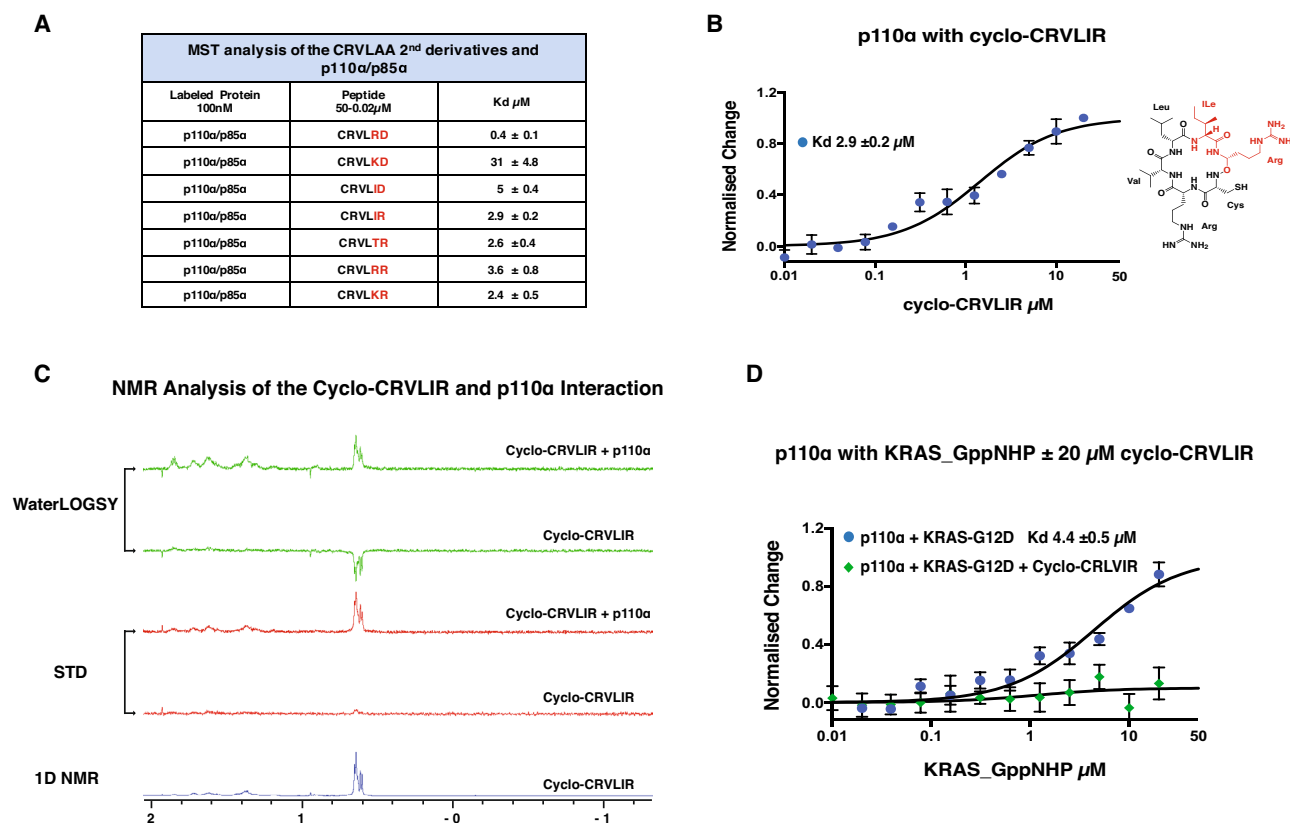 A
MST analysis of the CRVLAA 2nd derivatives and
p110α/p85α
Labeled Protein
100nM
Peptide
50-0.02µM
Kd µM
p110α/p85α CRVLRD 0.4 ± 0.1
p110α/p85α CRVLKD 31 ± 4.8
p110α/p85α CRVLID 5 ± 0.4
p110α/p85α CRVLIR 2.9 ± 0.2
p110α/p85α CRVLTR 2.6 ±0.4
p110α/p85α CRVLRR 3.6 ± 0.8
p110α/p85α CRVLKR 2.4 ± 0.5
B
p110α with cyclo-CRVLIR
Normalised Change
1.2
0.8
0.4
0.0
Kd 2.9 ±0.2 µM
0.01 0.1 1 10 50
cyclo-CRVLIR µM
Leu
ILe
Arg
Val
Cys
Arg
O
H
N
HN
NH
NH2
SH
C
NMR Analysis of the Cyclo-CRVLIR and p110α Interaction
WaterLOGSY
Cyclo-CRVLIR + p110α
Cyclo-CRVLIR
STD
Cyclo-CRVLIR + p110α
Cyclo-CRVLIR
1D NMR
Cyclo-CRVLIR
2 1 -0 -1
D
p110α with KRAS_GppNHP ± 20 µM cyclo-CRVLIR
Normalised Change
1.2
0.8
0.4
0.0
p110α + KRAS-G12D Kd 4.4 ±0.5 µM
p110α + KRAS-G12D + Cyclo-CRLVIR
0.01 0.1 1 10 50
KRAS_GppNHP µM